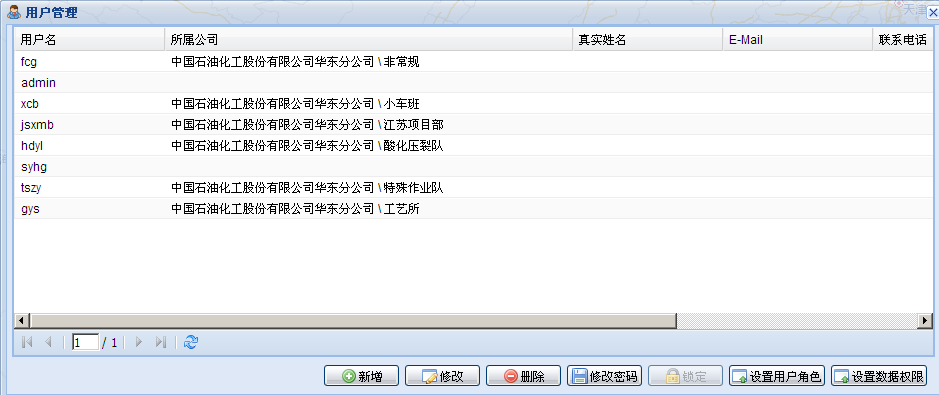 用户管理
天津
用户名 所属公司 真实姓名 E-Mail 联系电话
fcg 中国石油化工股份有限公司华东分公司 \ 非常规
admin
xcb 中国石油化工股份有限公司华东分公司 \ 小车班
jsxmb 中国石油化工股份有限公司华东分公司 \ 江苏项目部
hdyl 中国石油化工股份有限公司华东分公司 \ 酸化压裂队
syhg
tszy 中国石油化工股份有限公司华东分公司 \ 特殊作业队
gys 中国石油化工股份有限公司华东分公司 \ 工艺所
1 / 1
新增 修改 删除 修改密码 锁定 设置用户角色 设置数据权限